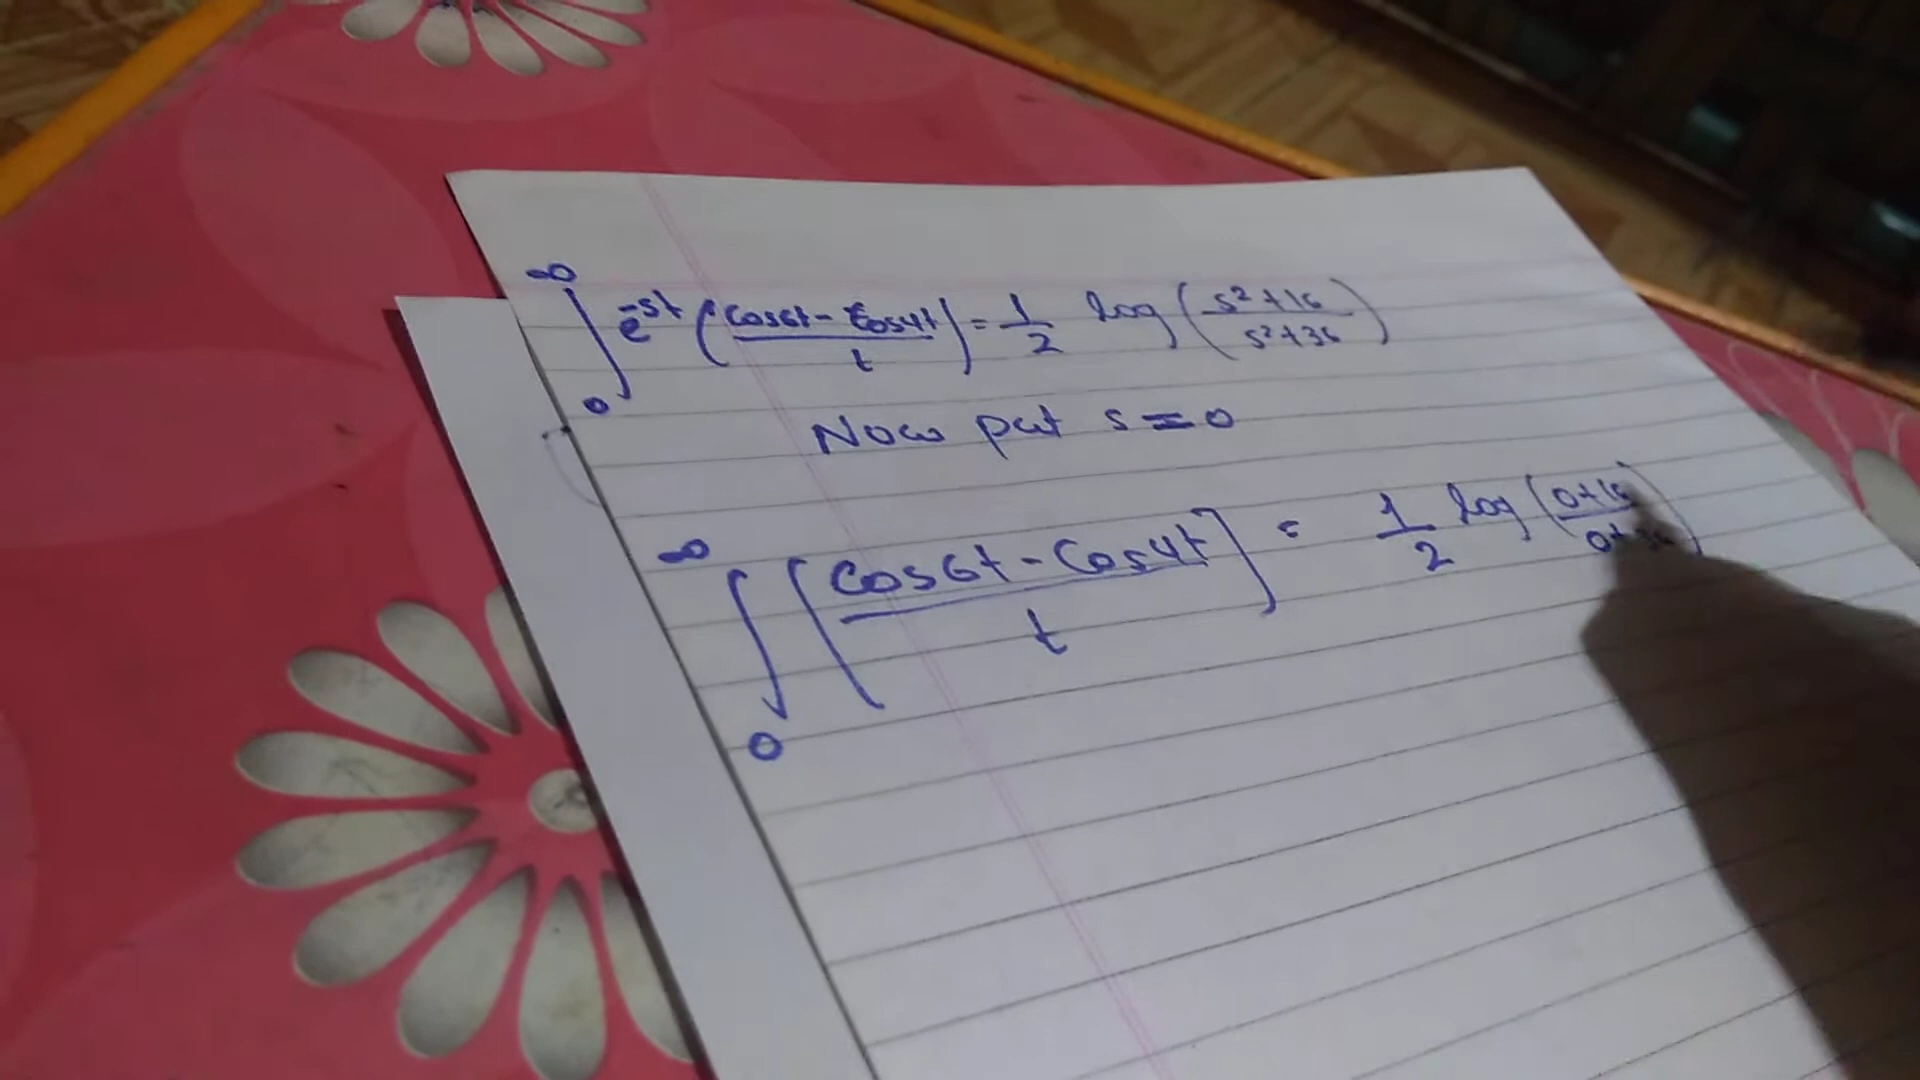 ∫₀^∞ e^-st (cos6t - cos4t / t) = 1/2 log (s²+16 / s²+36)
Now put s = 0
∫₀^∞ [cos6t - cos4t / t] = 1/2 log (0+16 / 0+36)